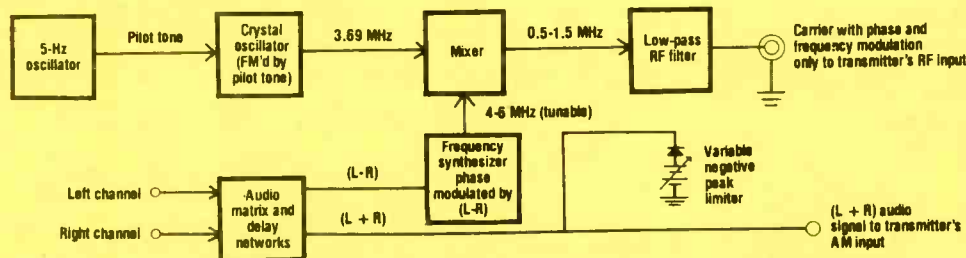 5-Hz
oscillator
Pilot tone
Crystal
oscillator
(FM'd by
pilot tone)
3.69 MHz
Mixer
0.5-1.5 MHz
Low-pass
RF filter
Carrier with phase and
frequency modulation
only to transmitter's RF input
4-6 MHz (tunable)
Frequency
synthesizer
phase
modulated by
(L-R)
Variable
negative
peak
limiter
Left channel
Right channel
Audio
matrix and
delay
networks
(L-R)
(L + R)
(L + R) audio
signal to transmitter's
AM input